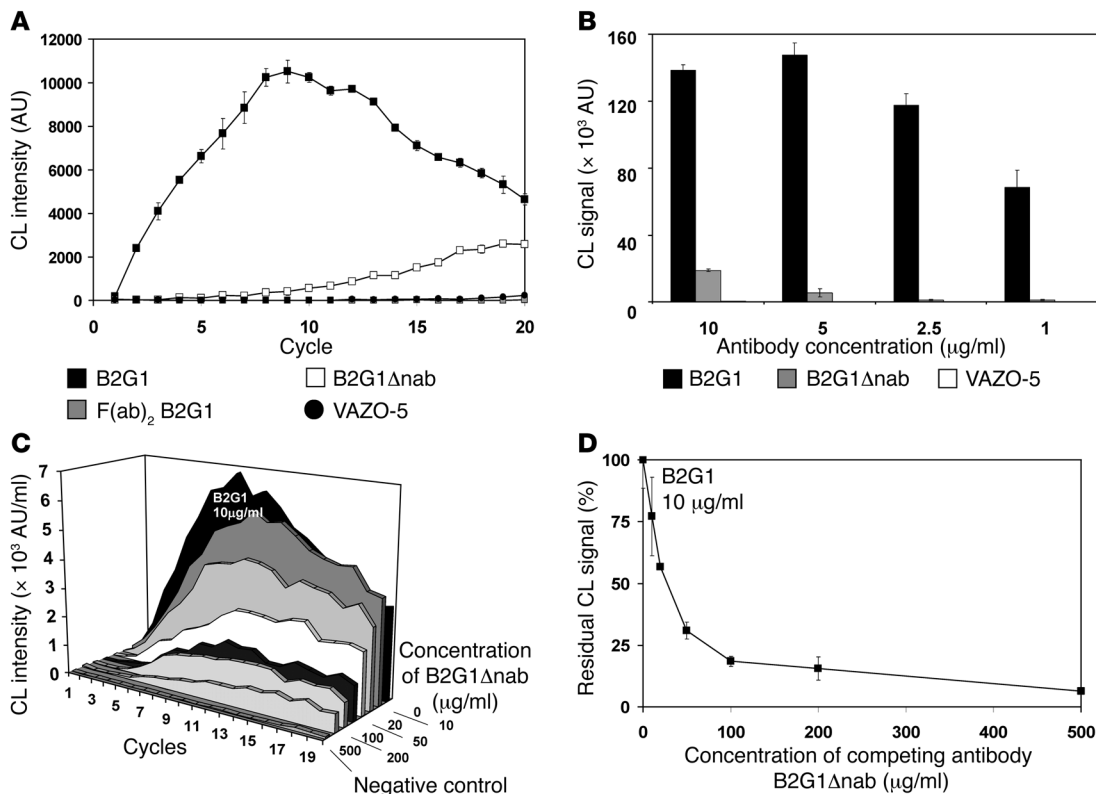 A
CL intensity (AU)
12000
10000
8000
6000
4000
2000
0
0 5 10 15 20
Cycle
B2G1
B2G1Δnab
F(ab)₂ B2G1
VAZO-5
B
CL signal (× 10³ AU)
160
120
80
40
0
10 5 2.5 1
Antibody concentration (μg/ml)
B2G1 B2G1Δnab VAZO-5
C
CL intensity (× 10³ AU/ml)
7
6
5
4
3
2
1
0
B2G1
10μg/ml
1 3 5 7 9 11 13 15 17 19
Cycles
Concentration
of B2G1Δnab
(μg/ml)
0 10
20 50
100 200
500
Negative control
D
Residual CL signal (%)
100
75
50
25
0
B2G1
10 μg/ml
0 100 200 300 400 500
Concentration of competing antibody
B2G1Δnab (μg/ml)